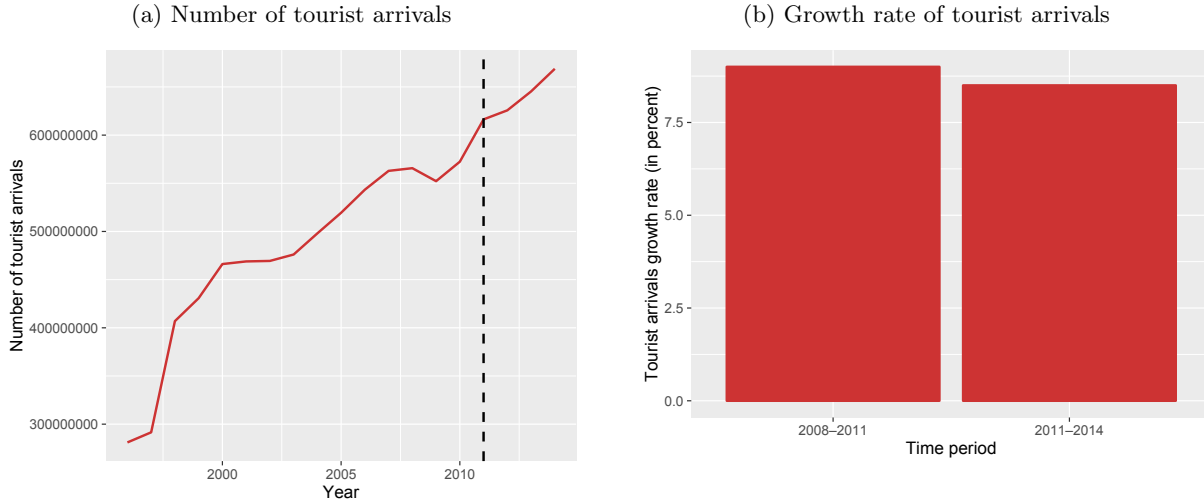 (a) Number of tourist arrivals
Number of tourist arrivals
600000000
500000000
400000000
300000000
2000
2005
2010
Year
(b) Growth rate of tourist arrivals
Tourist arrivals growth rate (in percent)
7.5
5.0
2.5
0.0
2008–2011
2011–2014
Time period